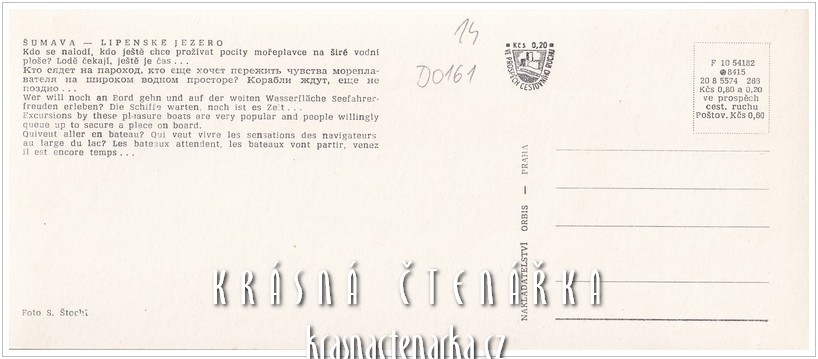 ŠUMAVA — LIPENSKÉ JEZERO
Kdo se nalodí, kdo ještě chce prožívat pocity mořeplavce na širé vodní
ploše? Lodě čekají, ještě je čas ...
Кто сядет на пароход, кто еще хочет пережить чувства морепла-
вателя на широком водном просторе? Корабли ждут, еще не
поздно ...
Wer will noch an Bord gehn und auf der weiten Wasserfläche Seefahrer-
freuden erleben? Die Schiffe warten, noch ist es Zeit ...
Excursions by these pleasure boats are very popular and people willingly
queue up to secure a place on board.
Quiveut aller en bateau? Qui veut vivre les sensations des navigateurs
au large du lac? Les bateaux attendent, les bateaux vont partir, venez
il est encore temps ...
14
D0161
Kčs 0,20
VE PROSPĚCH CESTOVNÍHO RUCHU
F 10 54182
8415
20 8 5574 266
Kčs 0,80 a 0,20
ve prospěch
cest. ruchu
Poštov. Kčs 0,60
NAKLADATELSTVÍ ORBIS — PRAHA
KRÁSNÁ ČTENÁŘKA
krasnactenarka.cz
Foto S. Štochl